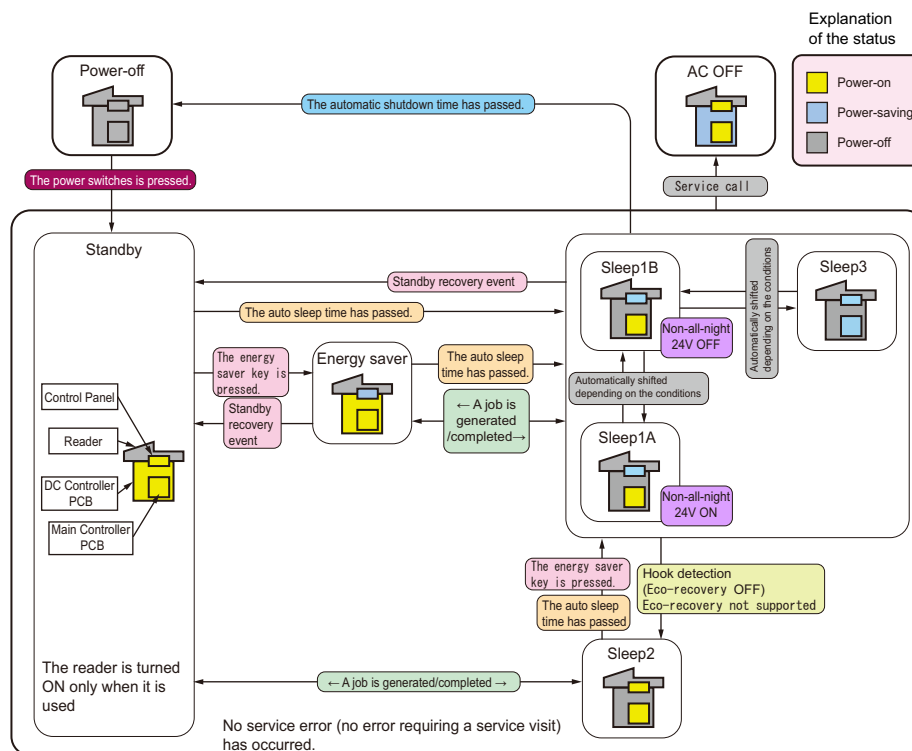 Explanation
of the status
Power-on
Power-saving
Power-off
Power-off
AC OFF
The automatic shutdown time has passed.
The power switches is pressed.
Service call
Standby
Sleep1B
Sleep3
Standby recovery event
The auto sleep time has passed.
Non-all-night
24V OFF
Automatically shifted
depending on the conditions
The energy
saver key is
pressed.
Energy saver
The auto sleep
time has passed.
Automatically shifted
depending on the conditions
Standby
recovery
event
← A job is
generated
/completed→
Sleep1A
Non-all-night
24V ON
Control Panel
Reader
DC Controller
PCB
Main Controller
PCB
The energy saver
key is pressed.
The auto sleep
time has passed
Hook detection
(Eco-recovery OFF)
Eco-recovery not supported
Sleep2
← A job is generated/completed →
The reader is turned
ON only when it is
used
No service error (no error requiring a service visit)
has occurred.